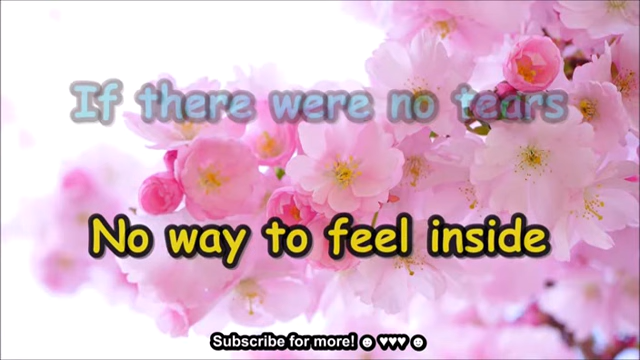 If there were no tears
No way to feel inside
Subscribe for more! ☻ ♥♥♥ ☻